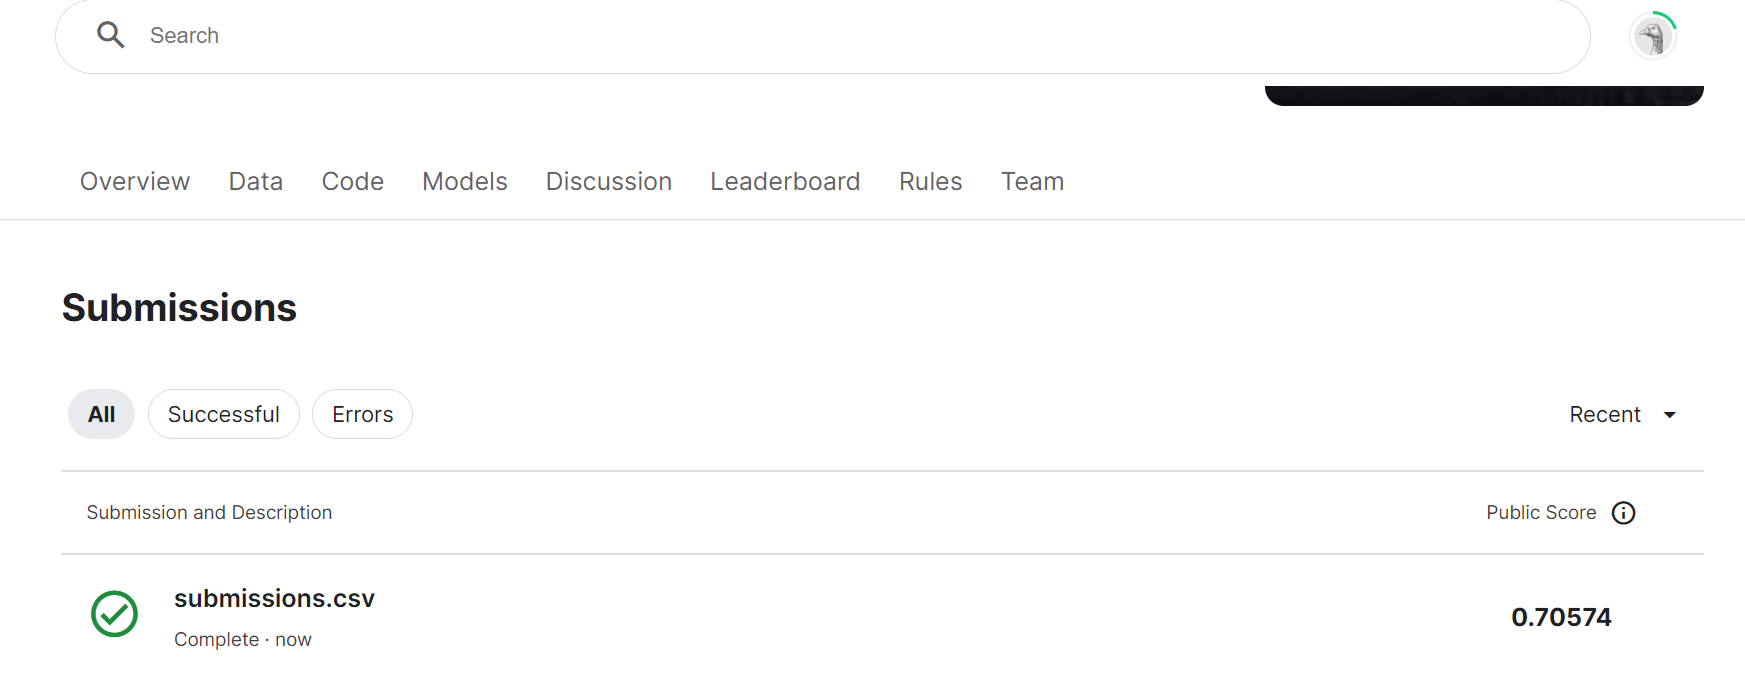 Search
Overview Data Code Models Discussion Leaderboard Rules Team
Submissions
All Successful Errors Recent
Submission and Description Public Score
submissions.csv
Complete · now
0.70574